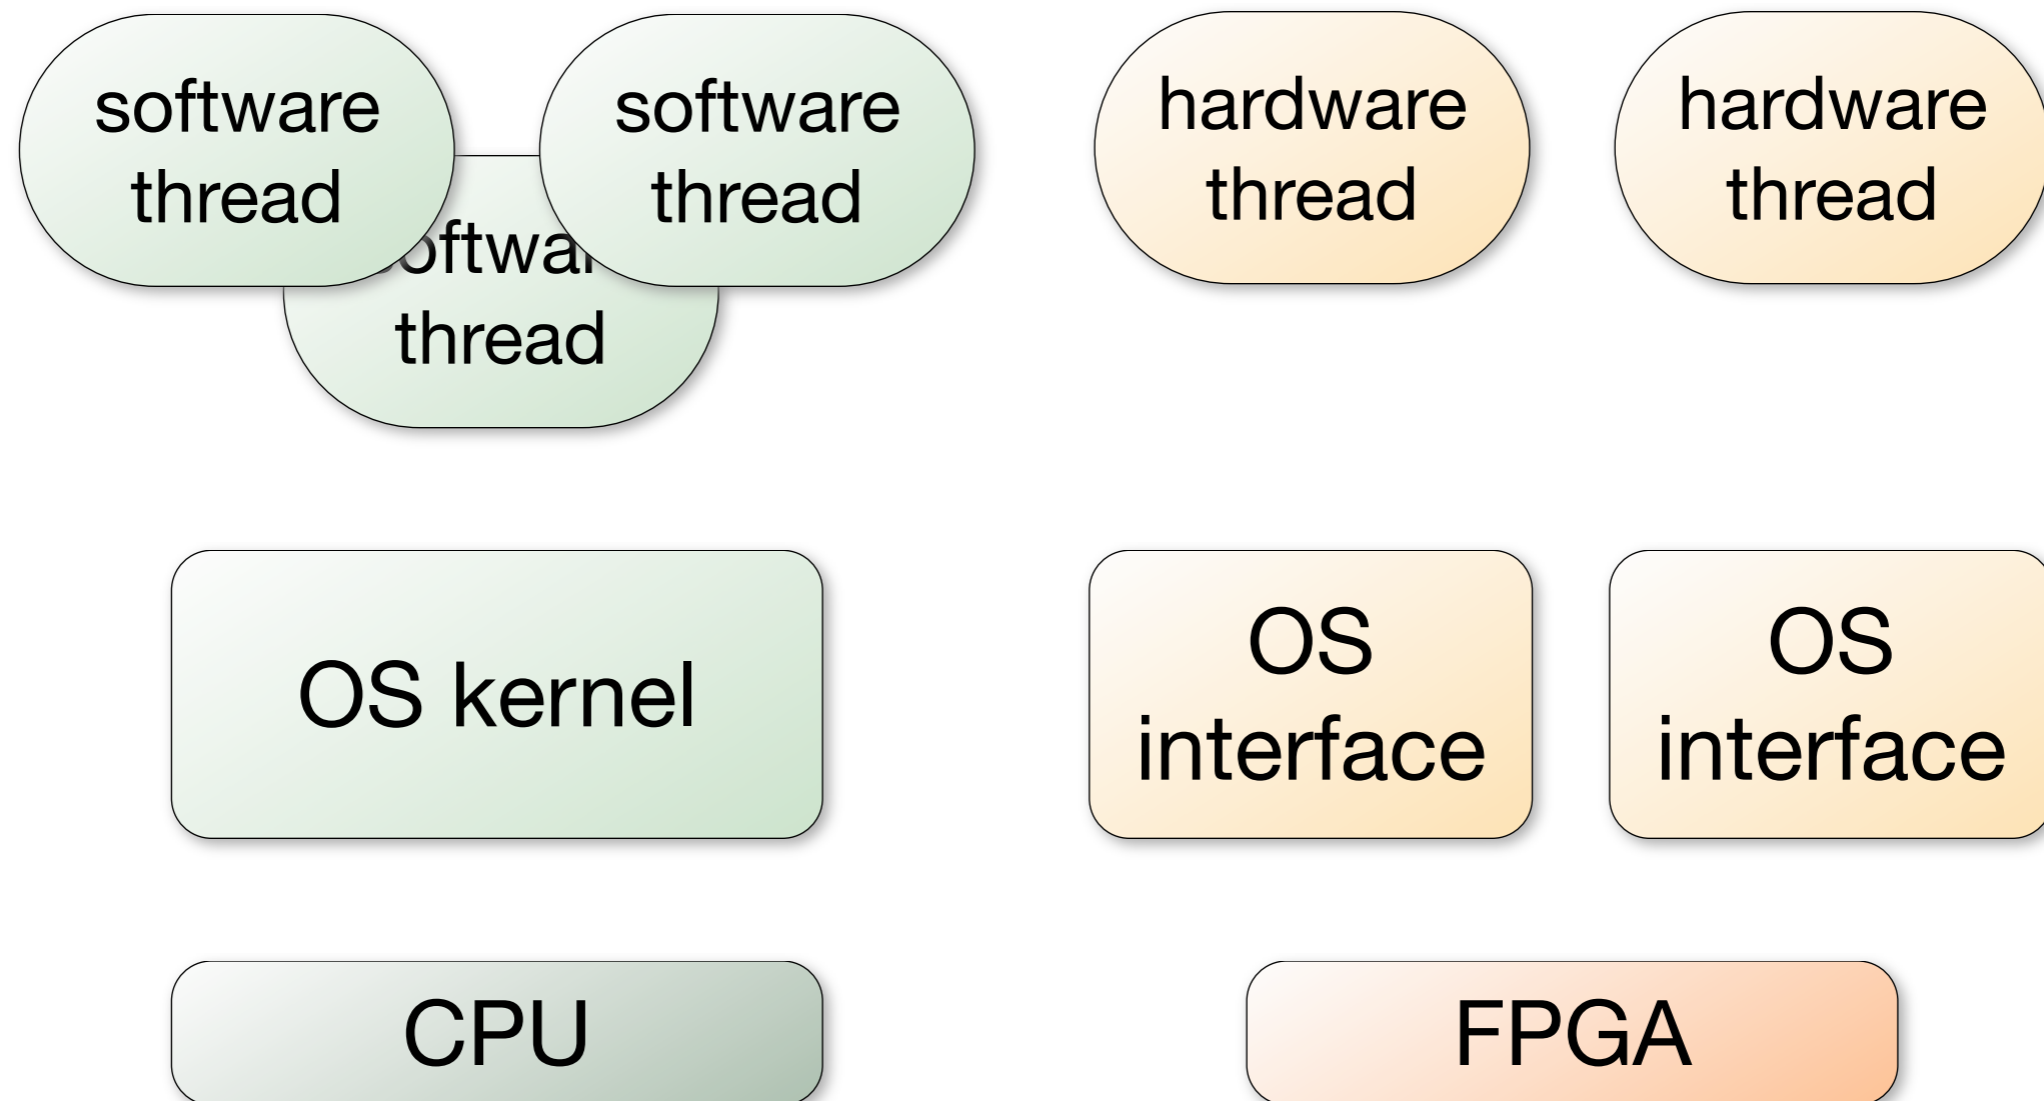 software
thread
software
thread
hardware
thread
hardware
thread
thread
OS kernel
OS
interface
OS
interface
CPU
FPGA